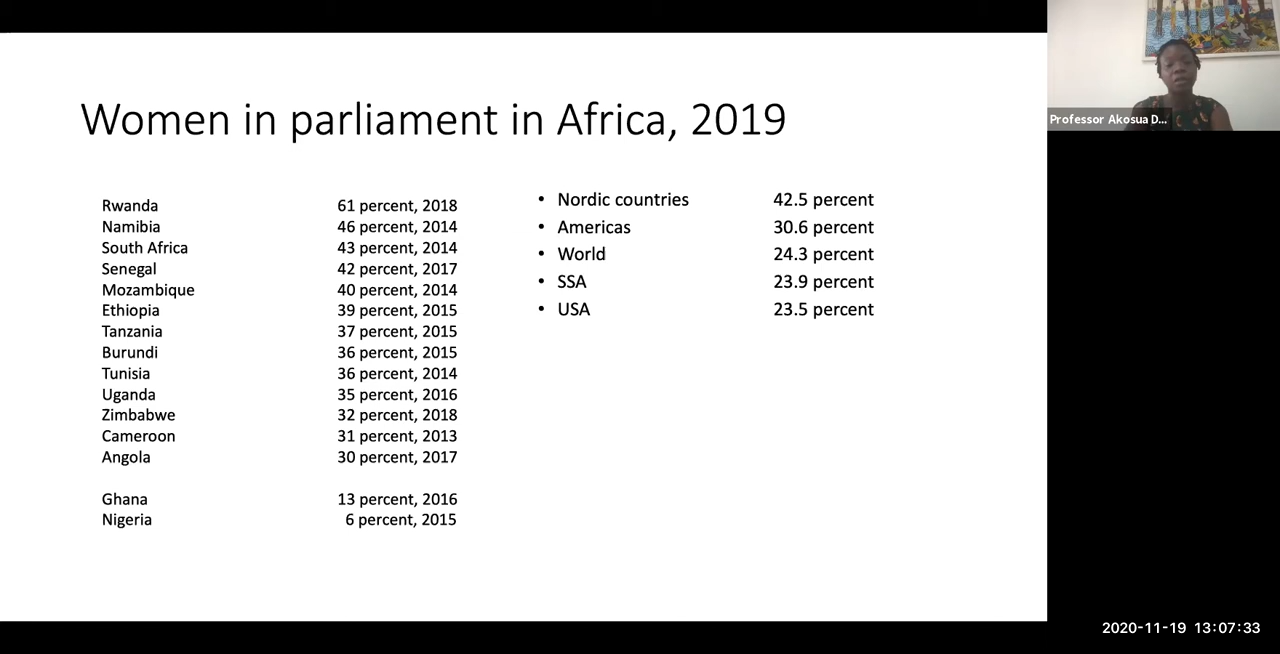 Women in parliament in Africa, 2019
Rwanda 61 percent, 2018
Namibia 46 percent, 2014
South Africa 43 percent, 2014
Senegal 42 percent, 2017
Mozambique 40 percent, 2014
Ethiopia 39 percent, 2015
Tanzania 37 percent, 2015
Burundi 36 percent, 2015
Tunisia 36 percent, 2014
Uganda 35 percent, 2016
Zimbabwe 32 percent, 2018
Cameroon 31 percent, 2013
Angola 30 percent, 2017
Ghana 13 percent, 2016
Nigeria 6 percent, 2015
• Nordic countries 42.5 percent
• Americas 30.6 percent
• World 24.3 percent
• SSA 23.9 percent
• USA 23.5 percent
Professor Akosua D...
2020-11-19 13:07:33